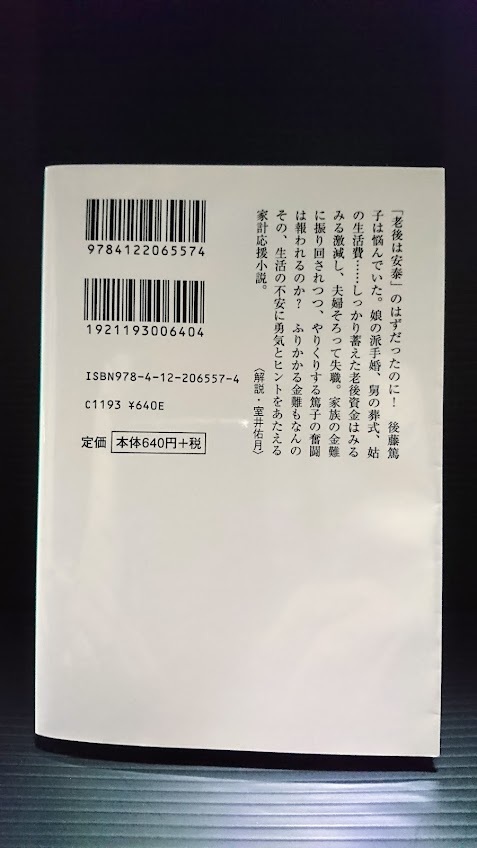 「老後は安泰」のはずだったのに！　後藤篤
子は悩んでいた。娘の派手婚、舅の葬式、姑
の生活費……しっかり蓄えた老後資金はみる
みる激減し、夫婦そろって失職。家族の金難
に振り回されつつ、やりくりする篤子の奮闘
は報われるのか？　ふりかかる金難もなんの
その、生活の不安に勇気とヒントをあたえる
家計応援小説。
〈解説・室井佑月〉
9784122065574
1921193006404
ISBN978-4-12-206557-4
C1193 ¥640E
定価 本体640円+税